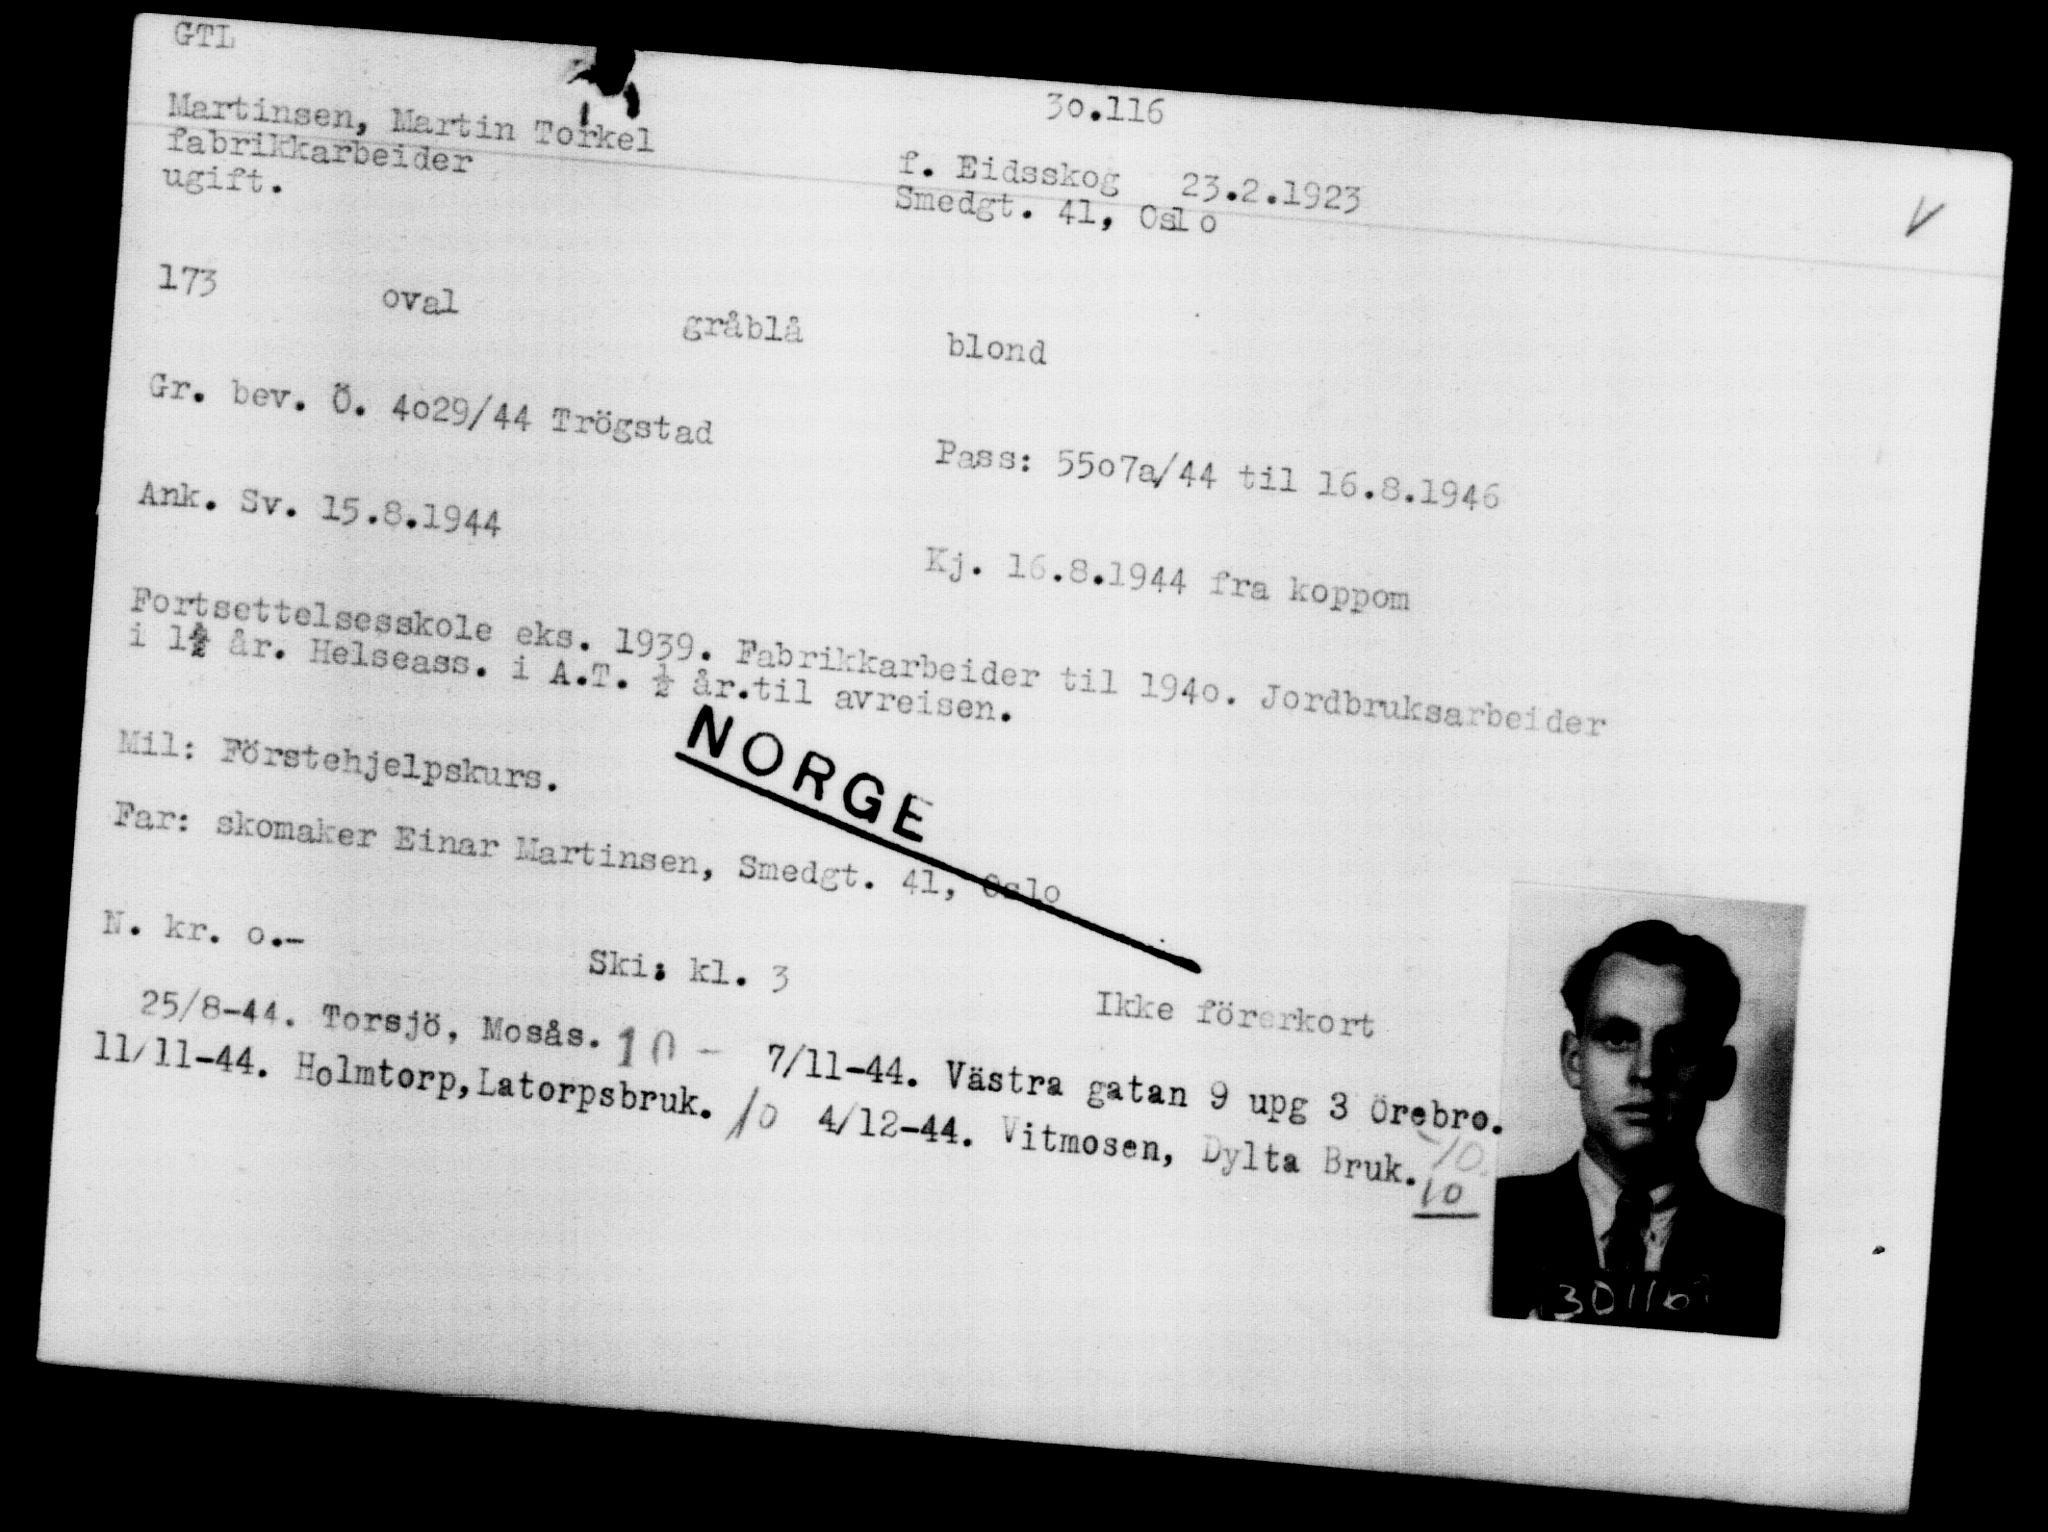 GTL
30.116
Martinsen, Martin Torkel
fabrikkarbeider
ugift.
f. Eidsskog 23.2.1923
Smedgt. 41, Oslo
V
173 oval gråblå blond
Gr. bev. Ö. 4029/44 Trögstad
Pass: 5507a/44 til 16.8.1946
Ank. Sv. 15.8.1944
Kj. 16.8.1944 fra koppom
Fortsettelsesskole eks. 1939. Fabrikkarbeider til 1940. Jordbruksarbeider
i 1½ år. Helseass. i A.T. ½ år.til avreisen.
NORGE
Mil: Förstehjelpskurs.
Far: skomaker Einar Martinsen, Smedgt. 41, Oslo
N. kr. o.- Ski: kl. 3 Ikke förerkort
25/8-44. Torsjö, Mosås. 10 - 7/11-44. Västra gatan 9 upg 3 Örebro.
10.
11/11-44. Holmtorp, Latorpsbruk. 10 4/12-44. Vitmosen, Dylta Bruk. 10
30116